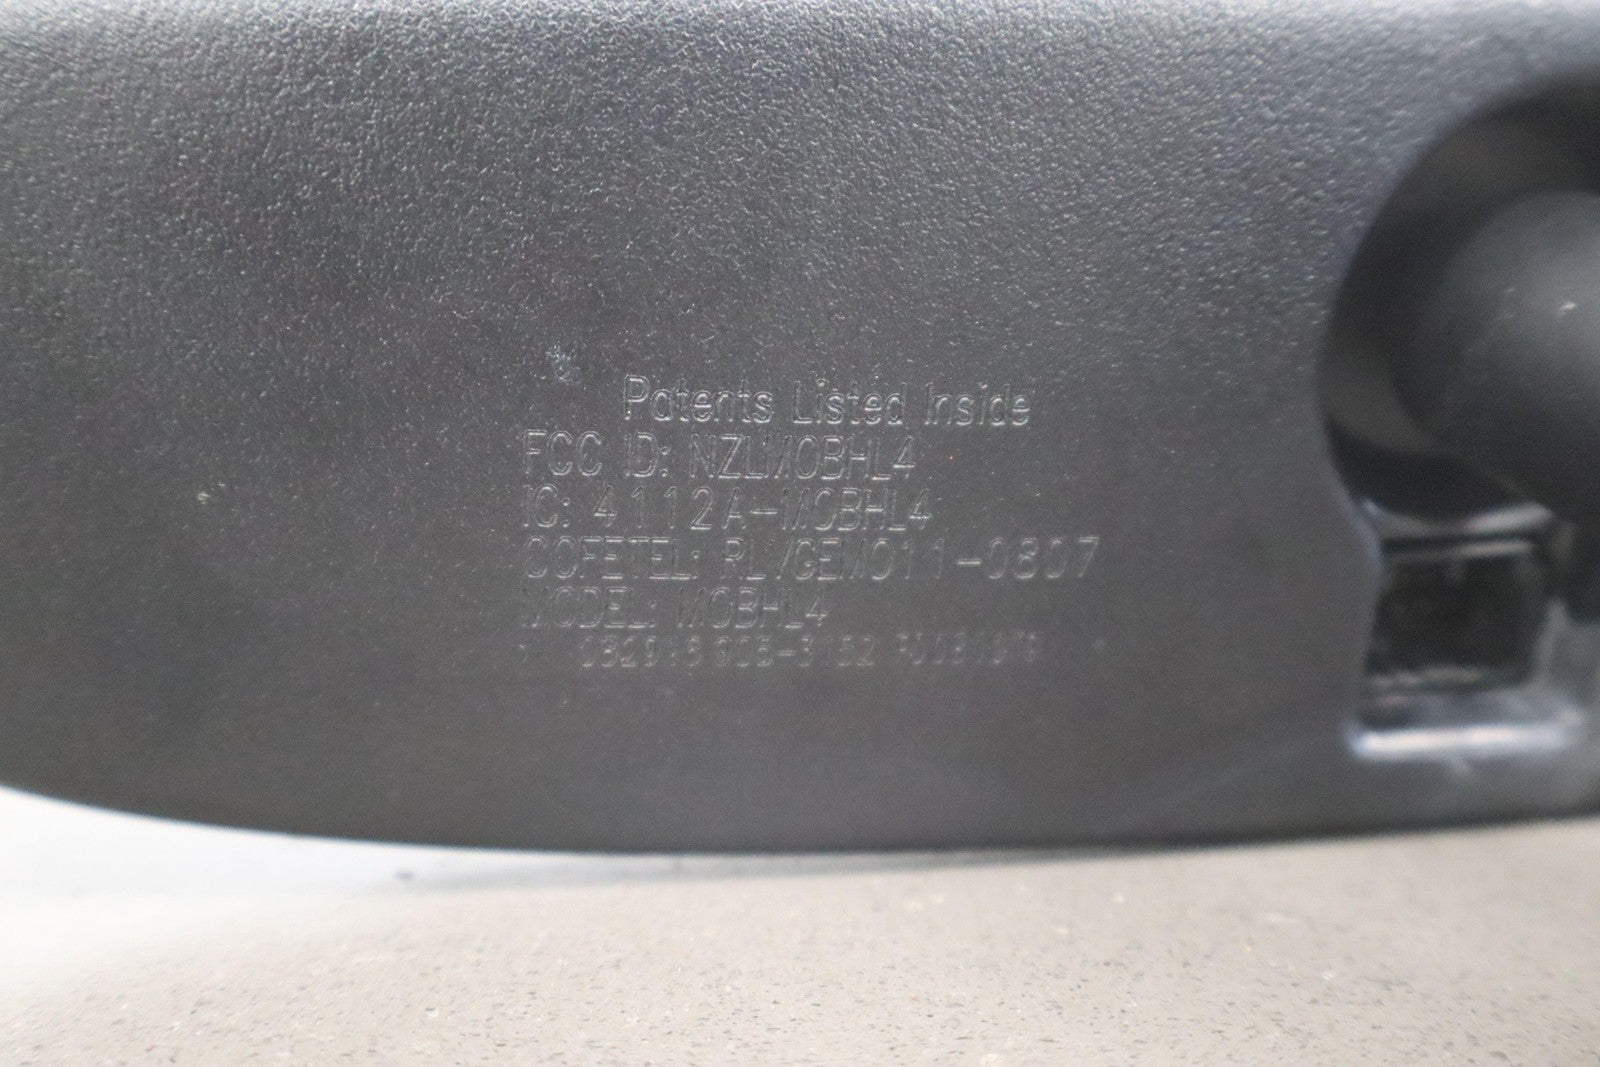 Patents Listed Inside
FCC ID: NZLMOBHL4
IC: 4112A-MOBHL4
COFETEL: RLVGEMO11-0807
MODEL: MOBHL4